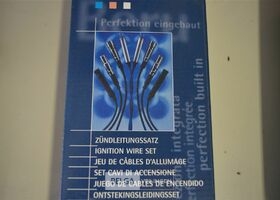 Perfektion eingebaut
ZÜNDLEITUNGSSATZ
IGNITION WIRE SET
JEU DE CÂBLES D'ALLUMAGE
SET CAVI DI ACCENSIONE
JUEGO DE CABLES DE ENCENDIDO
ONTSTEKINGSLEIDINGSSET
integrata
perfection intégrée
perfection built in